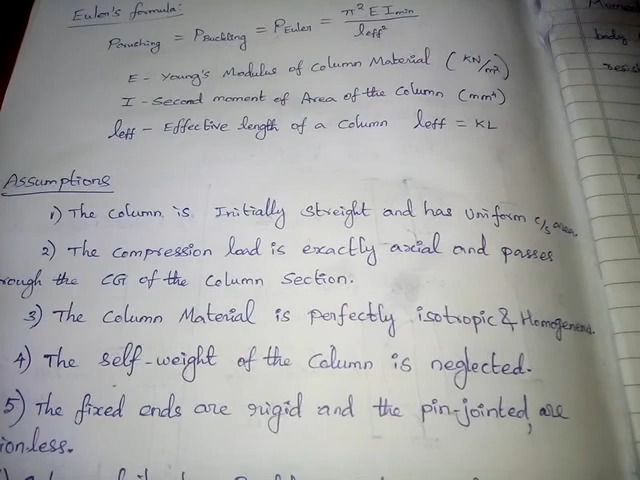 Euler's formula:
Pcrushing = PBuckling = PEuler = π² E Imin / leff²
E - Young's Modulus of Column Material (KN/m²)
I - Second moment of Area of the Column (mm⁴)
leff - Effective length of a Column leff = KL
Assumptions
1) The Column is Initially Streight and has Uniform c/s area.
2) The Compression load is exactly axial and passes
rough the CG of the Column Section.
3) The Column Material is perfectly isotropic & Homogeneous.
4) The Self-weight of the Column is neglected.
5) The fixed ends are rigid and the pin-jointed, are
ionless.
body